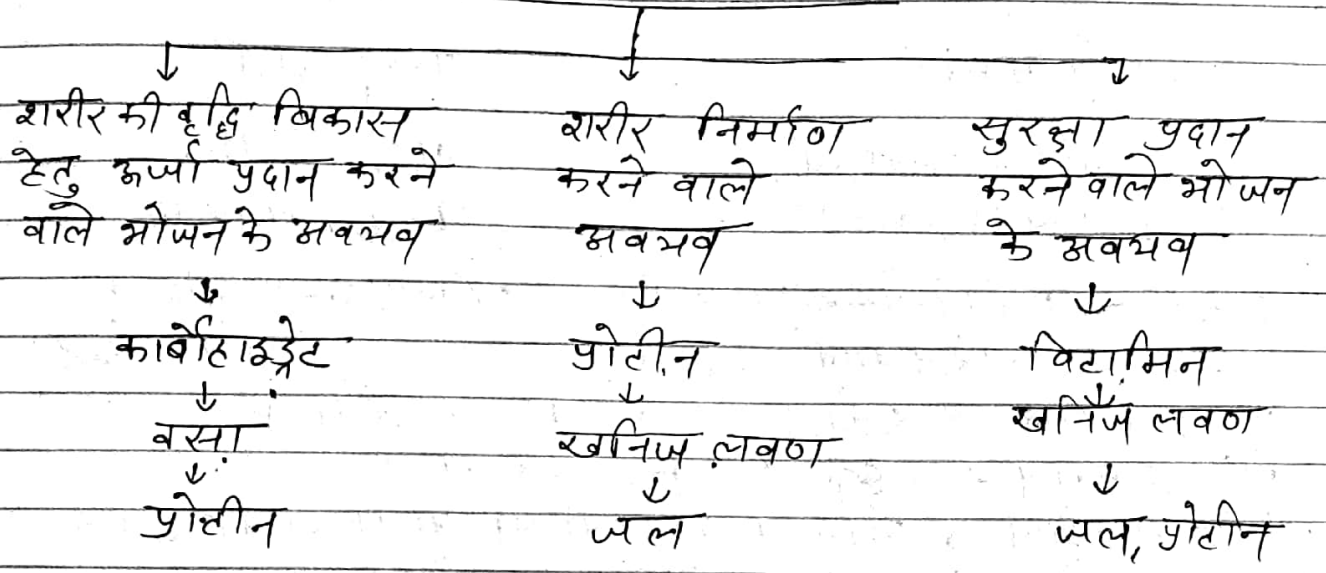 शरीर की वृद्धि विकास
हेतु ऊर्जा प्रदान करने
वाले भोजन के अवयव
↓
कार्बोहाइड्रेट
↓
वसा
↓
प्रोटीन
शरीर निर्माण
करने वाले
अवयव
↓
प्रोटीन
↓
खनिज लवण
↓
जल
सुरक्षा प्रदान
करने वाले भोजन
के अवयव
↓
विटामिन
↓
खनिज लवण
↓
जल, प्रोटीन